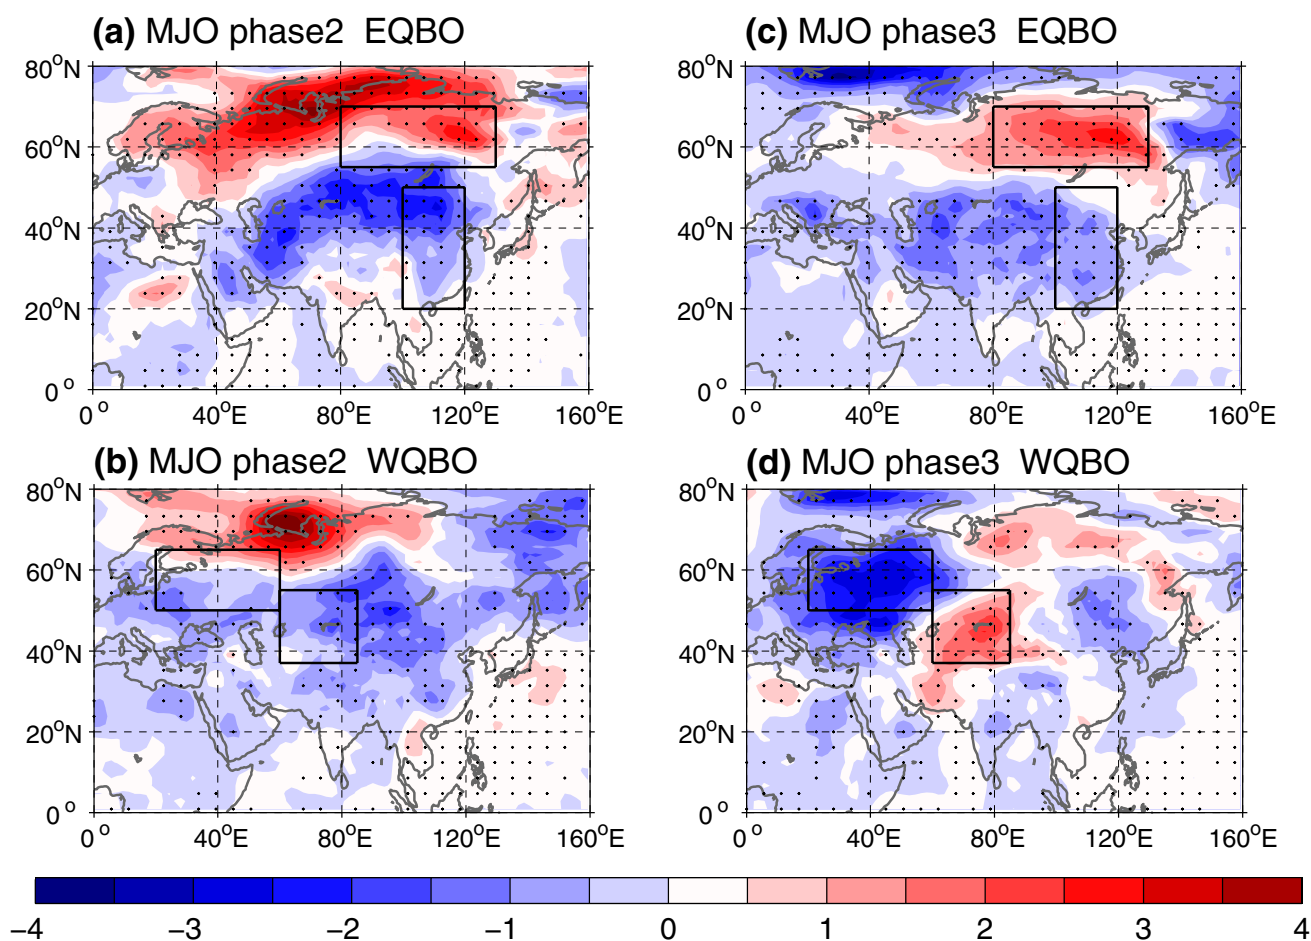 (a) MJO phase2 EQBO
80°N
60°N
40°N
20°N
0°
0° 40°E 80°E 120°E 160°E
(c) MJO phase3 EQBO
80°N
60°N
40°N
20°N
0°
0° 40°E 80°E 120°E 160°E
(b) MJO phase2 WQBO
80°N
60°N
40°N
20°N
0°
0° 40°E 80°E 120°E 160°E
(d) MJO phase3 WQBO
80°N
60°N
40°N
20°N
0°
0° 40°E 80°E 120°E 160°E
−4 −3 −2 −1 0 1 2 3 4